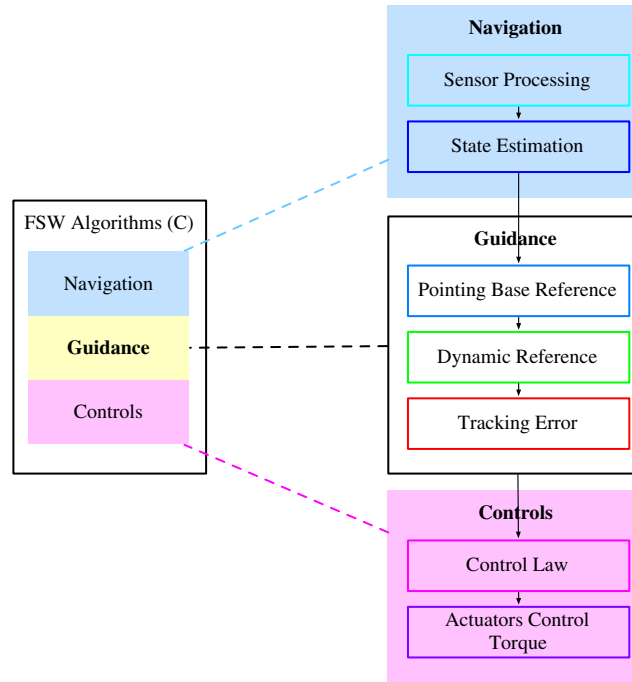 FSW Algorithms (C)
Navigation
Guidance
Controls
Navigation
Sensor Processing
State Estimation
Guidance
Pointing Base Reference
Dynamic Reference
Tracking Error
Controls
Control Law
Actuators Control
Torque